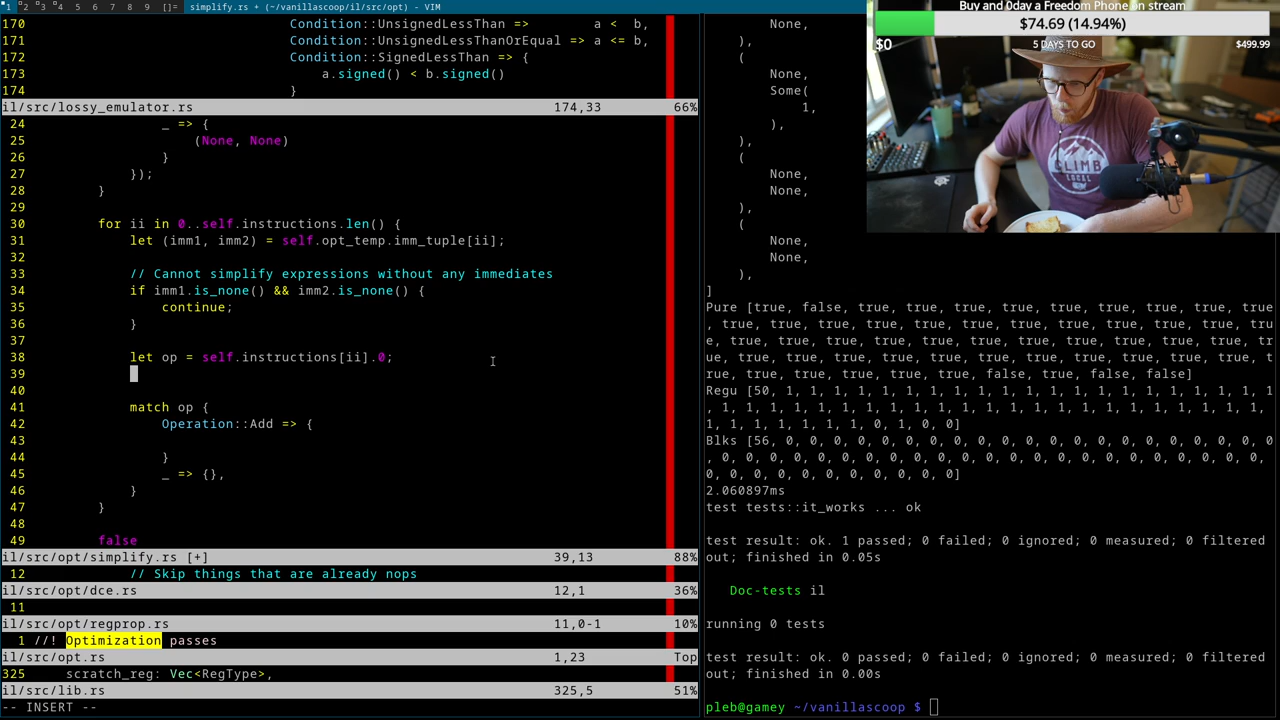 1 2 3 4 5 6 7 8 9 []= simplify.rs + (~/vanillascoop/il/src/opt) - VIM
170 Condition::UnsignedLessThan => a < b,
171 Condition::UnsignedLessThanOrEqual => a <= b,
172 Condition::SignedLessThan => {
173 a.signed() < b.signed()
174 }
il/src/lossy_emulator.rs 174,33 66%
24 _ => {
25 (None, None)
26 }
27 });
28 }
29
30 for ii in 0..self.instructions.len() {
31 let (imm1, imm2) = self.opt_temp.imm_tuple[ii];
32
33 // Cannot simplify expressions without any immediates
34 if imm1.is_none() && imm2.is_none() {
35 continue;
36 }
37
38 let op = self.instructions[ii].0;
39
40
41 match op {
42 Operation::Add => {
43
44 }
45 _ => {},
46 }
47 }
48
49 false
il/src/opt/simplify.rs [+] 39,13 88%
12 // Skip things that are already nops
il/src/opt/dce.rs 12,1 36%
11
il/src/opt/regprop.rs 11,0-1 10%
1 //! Optimization passes
il/src/opt.rs 1,23 Top
325 scratch_reg: Vec<RegType>,
il/src/lib.rs 325,5 51%
-- INSERT --
None,
),
(
None,
Some(
1,
),
),
(
None,
None,
),
(
None,
None,
),
]
Pure [true, false, true, true, true, true, true, true, true, true, true
, true, true, true, true, true, true, true, true, true, true, true, tru
e, true, true, true, true, true, true, true, true, true, true, true, tr
ue, true, true, true, true, true, true, true, true, true, true, true, t
rue, true, true, true, true, true, true, false, true, false, false]
Regu [50, 1, 1, 1, 1, 1, 1, 1, 1, 1, 1, 1, 1, 1, 1, 1, 1, 1, 1, 1, 1, 1
, 1, 1, 1, 1, 1, 1, 1, 1, 1, 1, 1, 1, 1, 1, 1, 1, 1, 1, 1, 1, 1, 1, 1,
1, 1, 1, 1, 1, 1, 1, 1, 0, 1, 0, 0]
Blks [56, 0, 0, 0, 0, 0, 0, 0, 0, 0, 0, 0, 0, 0, 0, 0, 0, 0, 0, 0, 0, 0
, 0, 0, 0, 0, 0, 0, 0, 0, 0, 0, 0, 0, 0, 0, 0, 0, 0, 0, 0, 0, 0, 0, 0,
0, 0, 0, 0, 0, 0, 0, 0, 0, 0, 0, 0]
2.060897ms
test tests::it_works ... ok
test result: ok. 1 passed; 0 failed; 0 ignored; 0 measured; 0 filtered
out; finished in 0.05s
Doc-tests il
running 0 tests
test result: ok. 0 passed; 0 failed; 0 ignored; 0 measured; 0 filtered
out; finished in 0.00s
pleb@gamey ~/vanillascoop $
Buy and 0day a Freedom Phone on stream
$74.69 (14.94%)
$0 5 DAYS TO GO $499.99
CLIMB
LOCAL